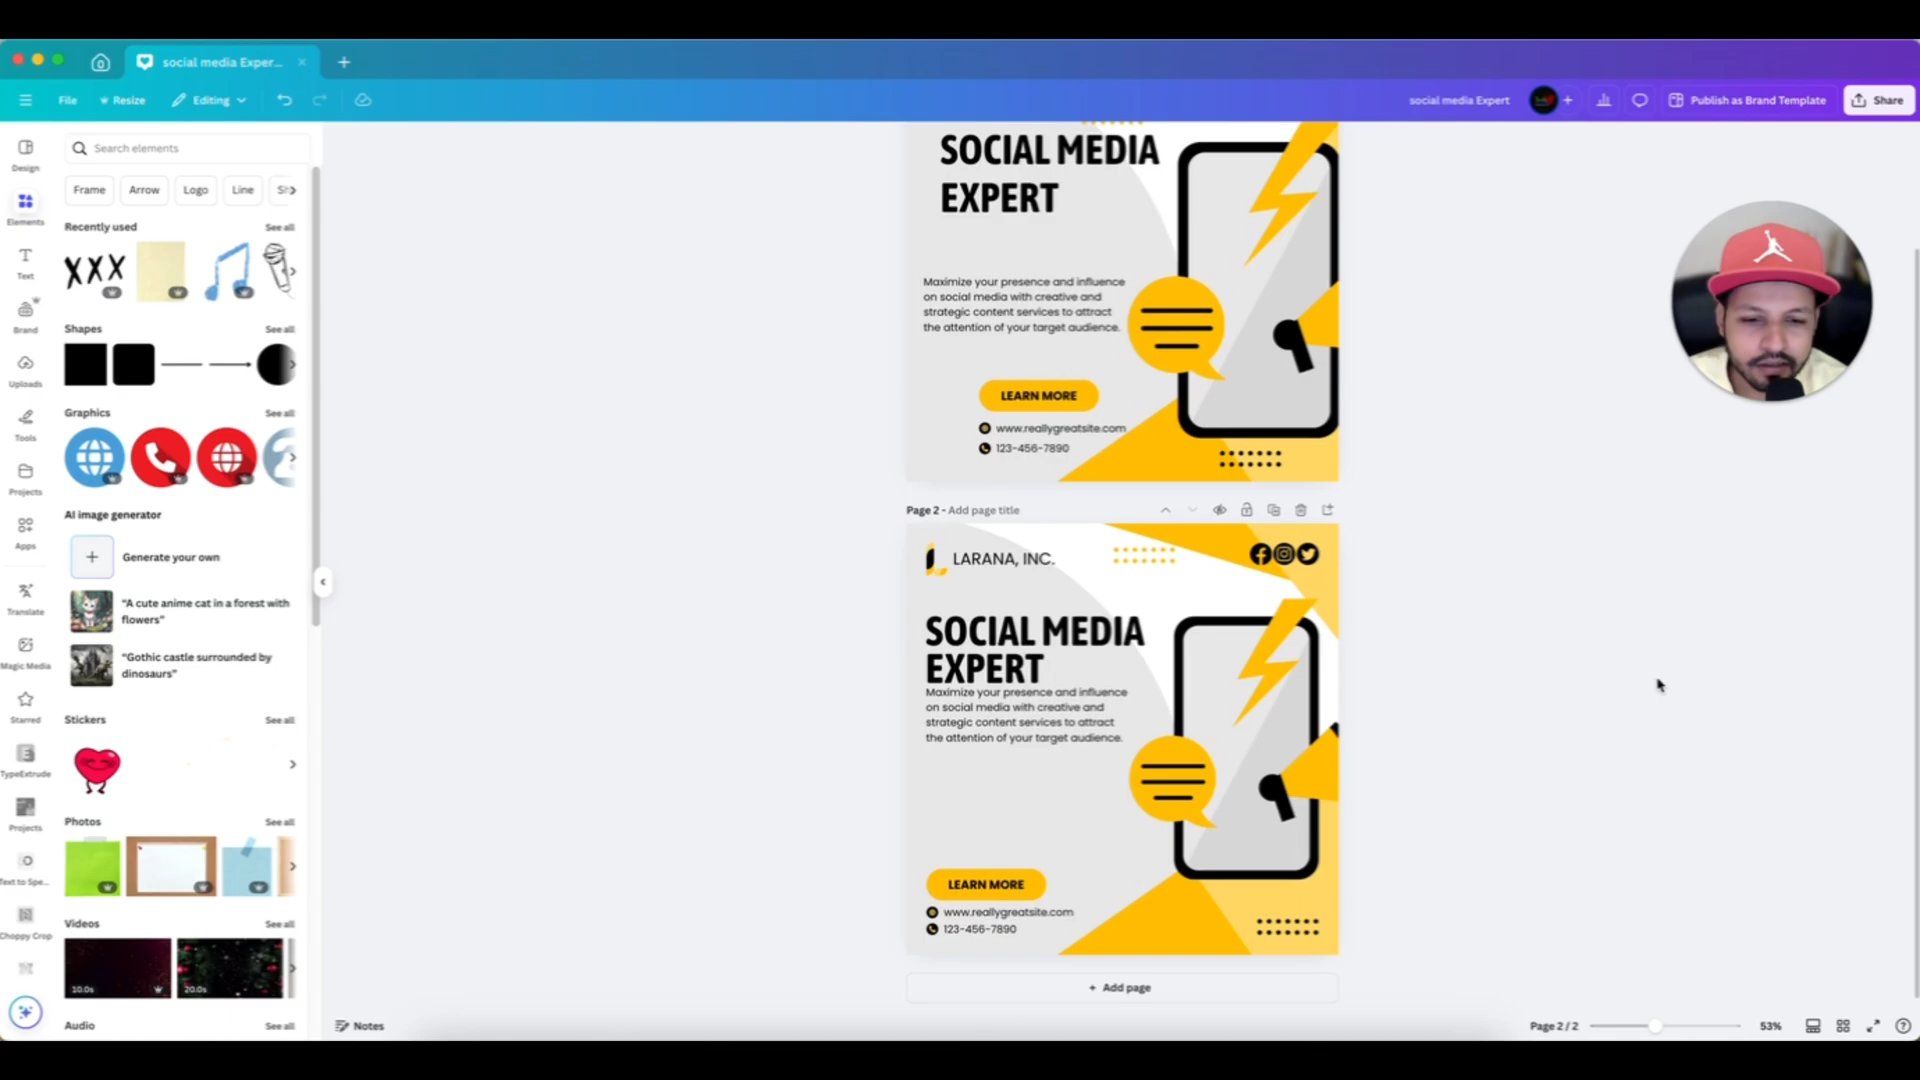 social media Exper...
File
Resize
Editing
social media Expert
Publish as Brand Template
Share
Design
Elements
Text
Brand
Uploads
Tools
Projects
Apps
Translate
Magic Media
Starred
TypeExtrude
Projects
Text to Spe...
Choppy Crop
Search elements
Frame
Arrow
Logo
Line
Recently used
See all
XXX
Shapes
See all
Graphics
See all
AI image generator
Generate your own
"A cute anime cat in a forest with
flowers"
"Gothic castle surrounded by
dinosaurs"
Stickers
See all
Photos
See all
Videos
See all
10.0s
20.0s
Audio
See all
SOCIAL MEDIA
EXPERT
Maximize your presence and influence
on social media with creative and
strategic content services to attract
the attention of your target audience.
LEARN MORE
www.reallygreatsite.com
123-456-7890
Page 2 - Add page title
LARANA, INC.
SOCIAL MEDIA
EXPERT
Maximize your presence and influence
on social media with creative and
strategic content services to attract
the attention of your target audience.
LEARN MORE
www.reallygreatsite.com
123-456-7890
+ Add page
Notes
Page 2 / 2
53%